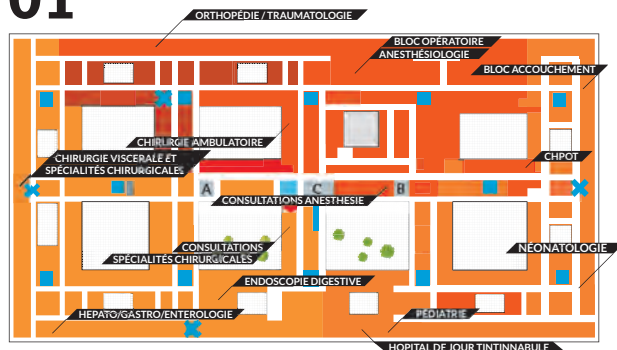 01
ORTHOPÉDIE / TRAUMATOLOGIE
BLOC OPÉRATOIRE
ANESTHÉSIOLOGIE
BLOC ACCOUCHEMENT
CHIRURGIE AMBULATOIRE
CHIRURGIE VISCERALE ET
SPÉCIALITÉS CHIRURGICALES
CHPOT
A
C
B
CONSULTATIONS ANESTHESIE
CONSULTATIONS
SPÉCIALITÉS CHIRURGICALES
NÉONATOLOGIE
ENDOSCOPIE DIGESTIVE
HEPATO/GASTRO/ENTEROLOGIE
PÉDIATRIE
HOPITAL DE JOUR TINTINNABULE